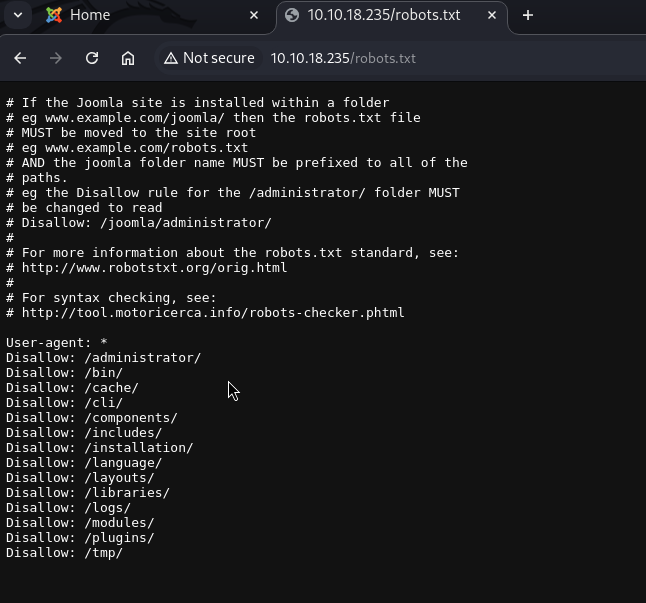 Home
10.10.18.235/robots.txt
Not secure
10.10.18.235/robots.txt
# If the Joomla site is installed within a folder
# eg www.example.com/joomla/ then the robots.txt file
# MUST be moved to the site root
# eg www.example.com/robots.txt
# AND the joomla folder name MUST be prefixed to all of the
# paths.
# eg the Disallow rule for the /administrator/ folder MUST
# be changed to read
# Disallow: /joomla/administrator/
#
# For more information about the robots.txt standard, see:
# http://www.robotstxt.org/orig.html
#
# For syntax checking, see:
# http://tool.motoricerca.info/robots-checker.phtml
User-agent: *
Disallow: /administrator/
Disallow: /bin/
Disallow: /cache/
Disallow: /cli/
Disallow: /components/
Disallow: /includes/
Disallow: /installation/
Disallow: /language/
Disallow: /layouts/
Disallow: /libraries/
Disallow: /logs/
Disallow: /modules/
Disallow: /plugins/
Disallow: /tmp/